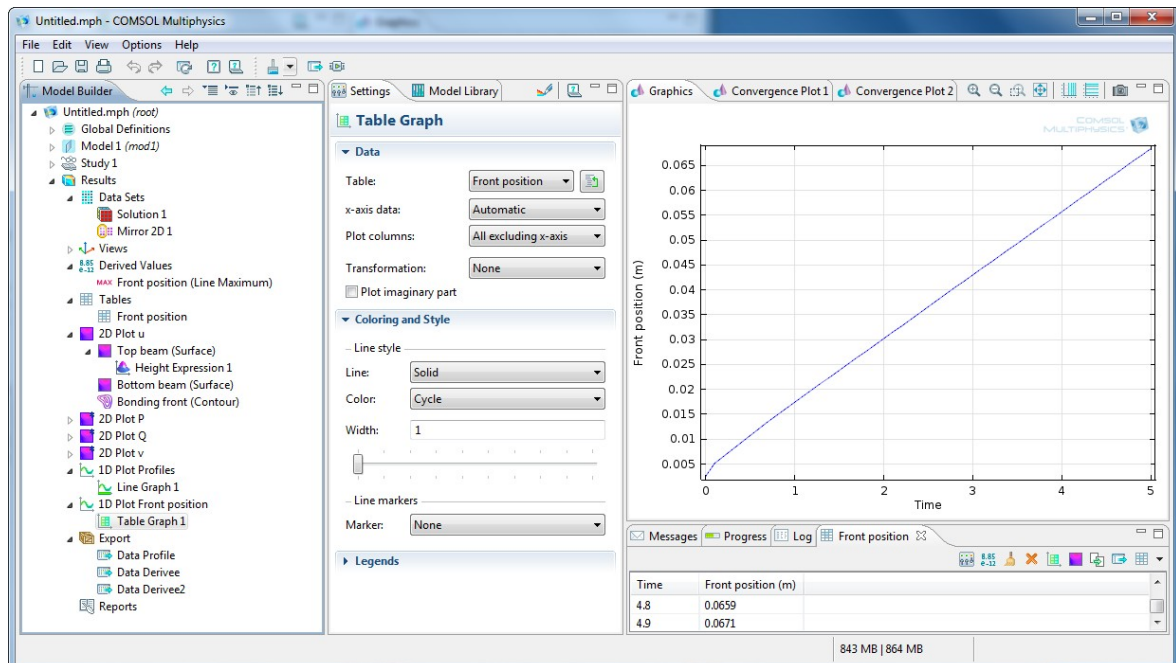 Untitled.mph - COMSOL Multiphysics
File Edit View Options Help
Model Builder
Untitled.mph (root)
Global Definitions
Model 1 (mod1)
Study 1
Results
Data Sets
Solution 1
Mirror 2D 1
Views
8.85
e-12
Derived Values
MAX Front position (Line Maximum)
Tables
Front position
2D Plot u
Top beam (Surface)
Height Expression 1
Bottom beam (Surface)
Bonding front (Contour)
2D Plot P
2D Plot Q
2D Plot v
1D Plot Profiles
Line Graph 1
1D Plot Front position
Table Graph 1
Export
Data Profile
Data Derivee
Data Derivee2
Reports
Settings Model Library
Table Graph
Data
Table: Front position
x-axis data: Automatic
Plot columns: All excluding x-axis
Transformation: None
Plot imaginary part
Coloring and Style
Line style
Line: Solid
Color: Cycle
Width: 1
Line markers
Marker: None
Legends
Graphics Convergence Plot 1 Convergence Plot 2
COMSOL
MULTIPHYSICS
0.065
0.06
0.055
0.05
0.045
0.04
0.035
0.03
0.025
0.02
0.015
0.01
0.005
Front position (m)
0 1 2 3 4 5
Time
Messages Progress Log Front position
8.85
e-12
Time Front position (m)
4.8 0.0659
4.9 0.0671
843 MB | 864 MB